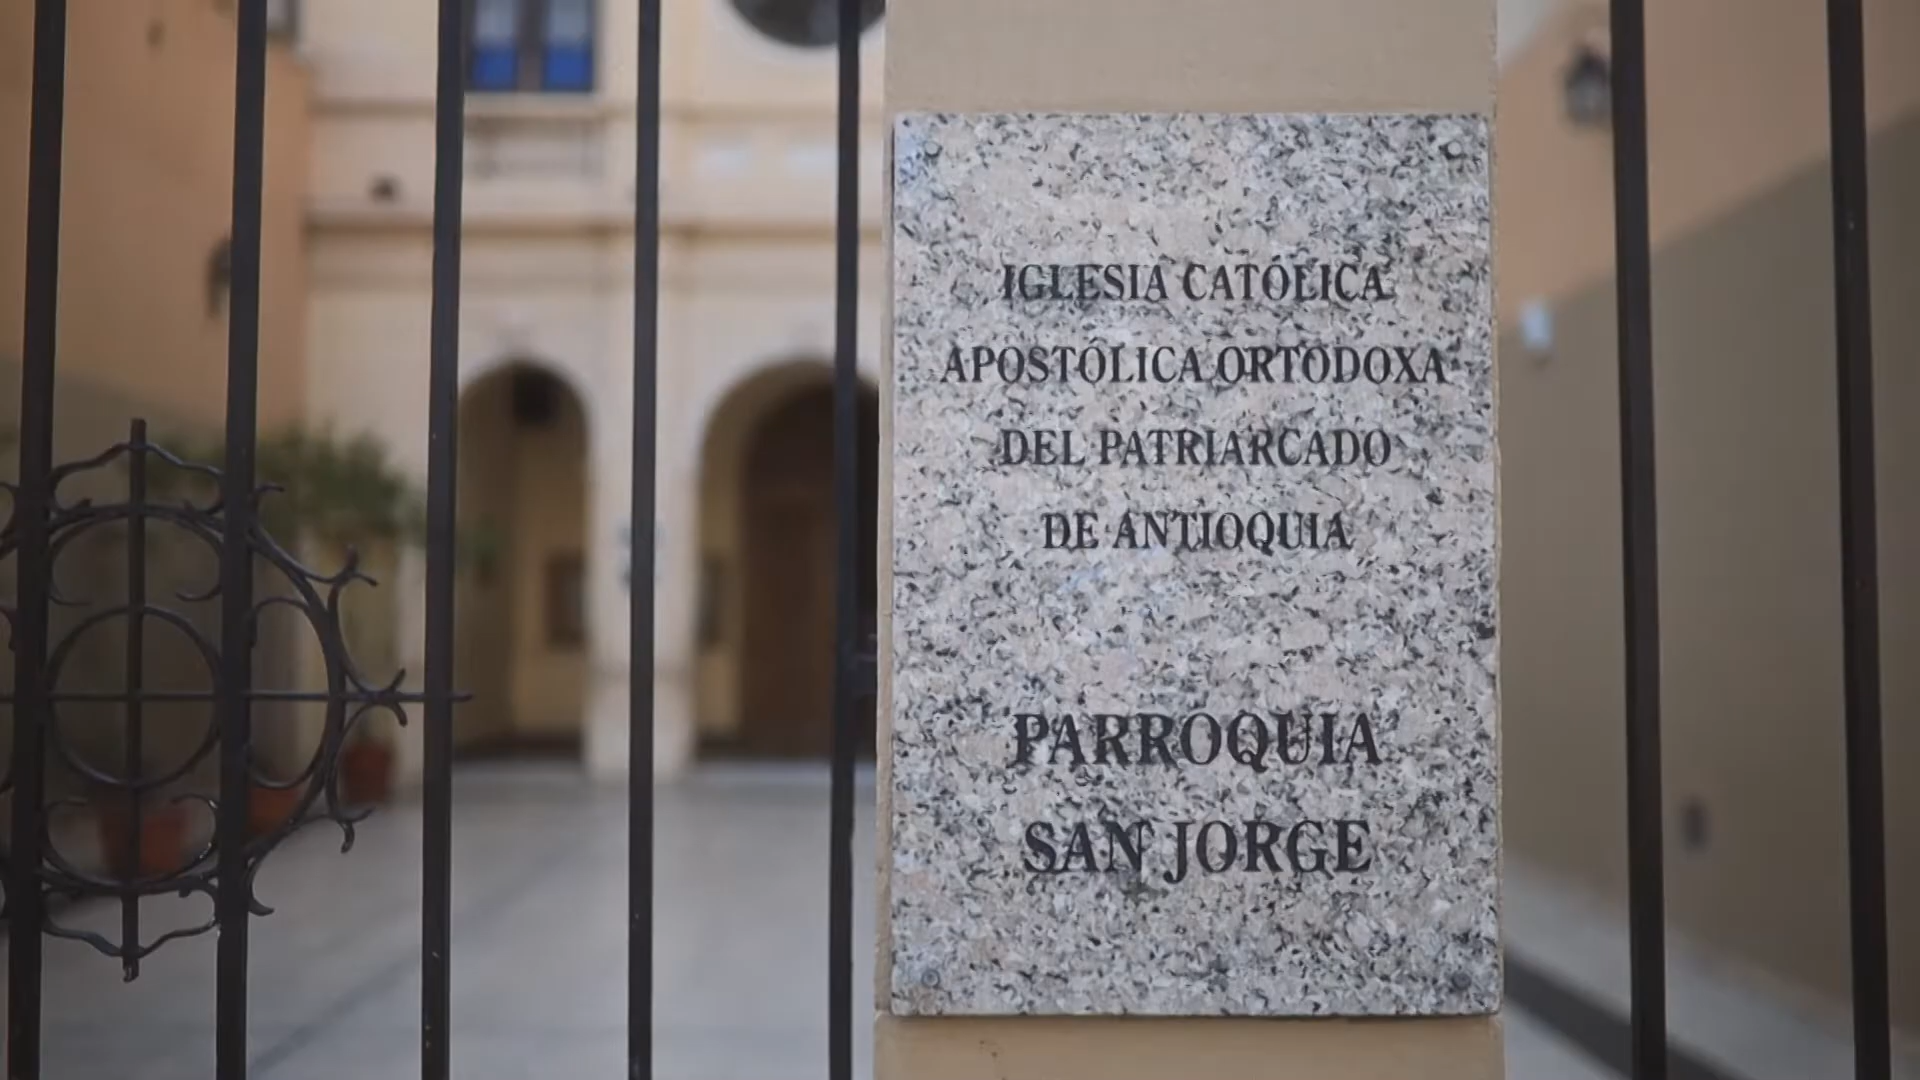 IGLESIA CATÓLICA
APOSTÓLICA ORTODOXA
DEL PATRIARCADO
DE ANTIOQUIA
PARROQUIA
SAN JORGE